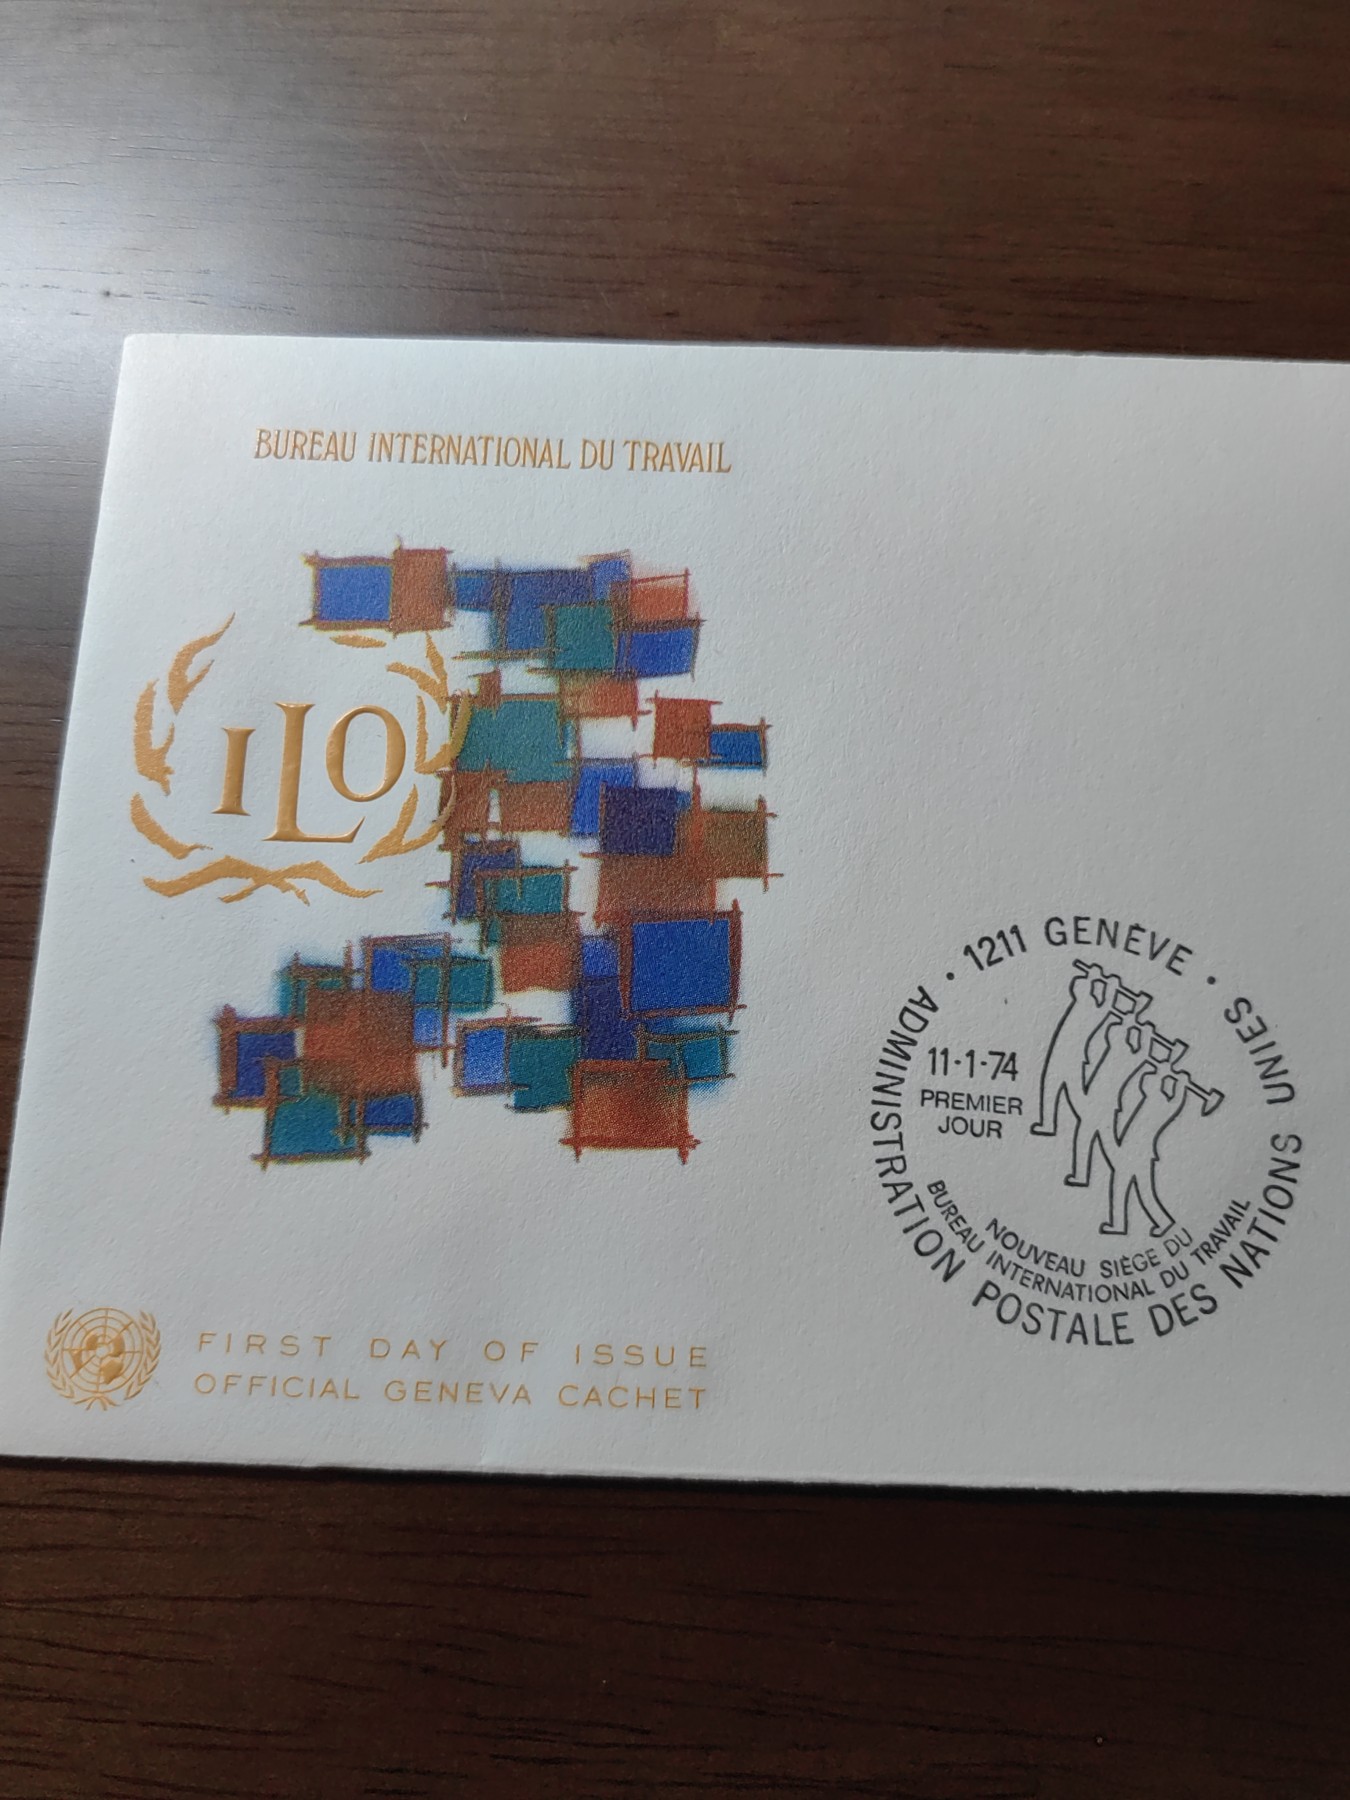 BUREAU INTERNATIONAL DU TRAVAIL
ILO
· 1211 GENÈVE ·
11-1-74
PREMIER
JOUR
NOUVEAU SIÈGE DU
BUREAU INTERNATIONAL DU TRAVAIL
ADMINISTRATION POSTALE DES NATIONS UNIES
FIRST DAY OF ISSUE
OFFICIAL GENEVA CACHET